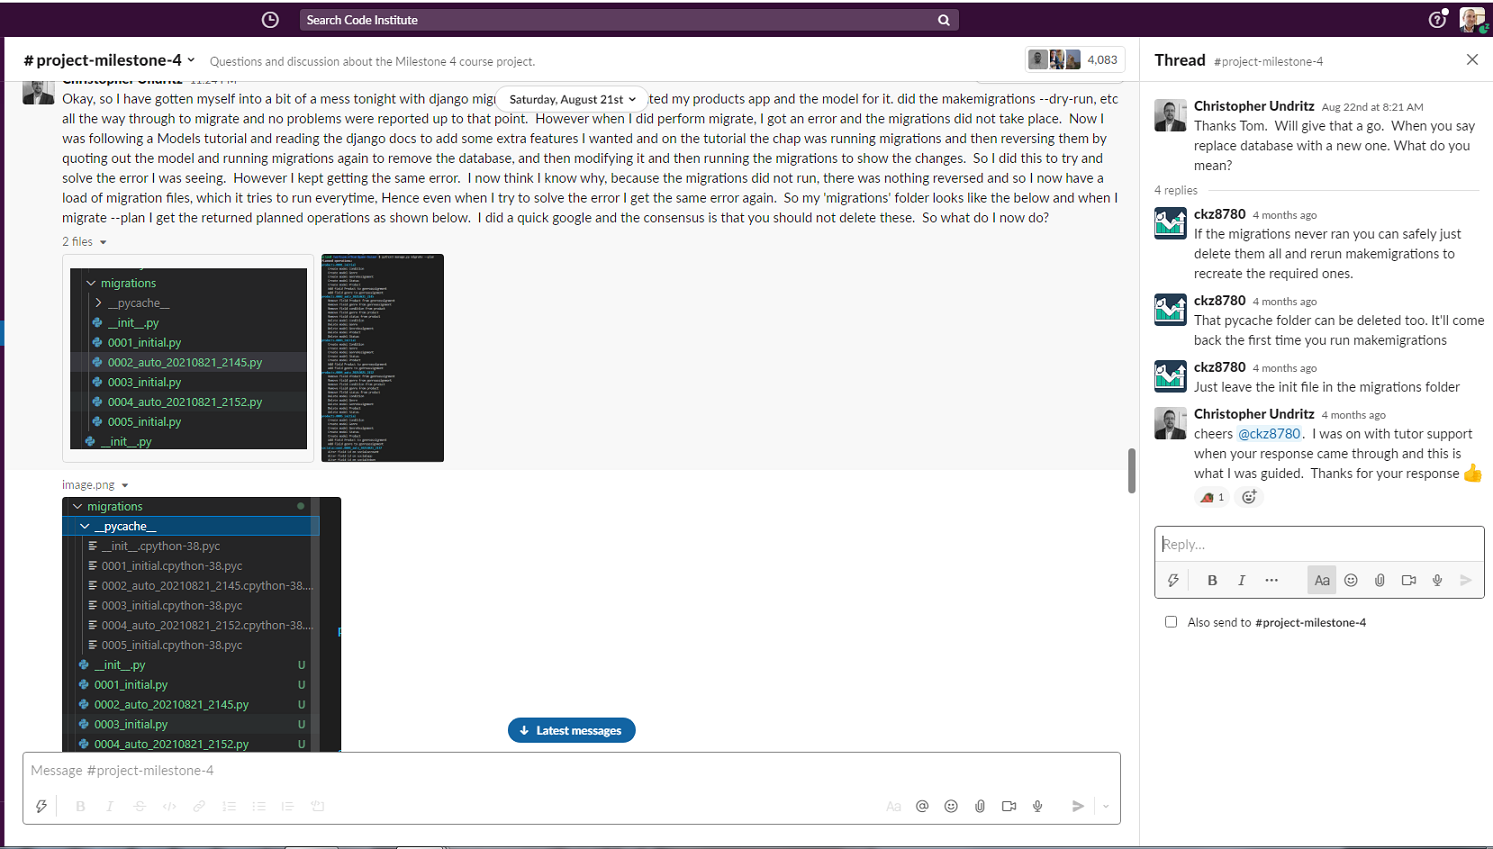 Search Code Institute
# project-milestone-4
Questions and discussion about the Milestone 4 course project.
4,083
Christopher Undritz 11:24 PM
Saturday, August 21st
Okay, so I have gotten myself into a bit of a mess tonight with django mig ted my products app and the model for it. did the makemigrations --dry-run, etc
all the way through to migrate and no problems were reported up to that point. However when I did perform migrate, I got an error and the migrations did not take place. Now I
was following a Models tutorial and reading the django docs to add some extra features I wanted and on the tutorial the chap was running migrations and then reversing them by
quoting out the model and running migrations again to remove the database, and then modifying it and then running the migrations to show the changes. So I did this to try and
solve the error I was seeing. However I kept getting the same error. I now think I know why, because the migrations did not run, there was nothing reversed and so I now have a
load of migration files, which it tries to run everytime, Hence even when I try to solve the error I get the same error again. So my 'migrations' folder looks like the below and when I
migrate --plan I get the returned planned operations as shown below. I did a quick google and the consensus is that you should not delete these. So what do I now do?
2 files
migrations
__pycache__
__init__.py
0001_initial.py
0002_auto_20210821_2145.py
0003_initial.py
0004_auto_20210821_2152.py
0005_initial.py
__init__.py
image.png
migrations
__pycache__
__init__.cpython-38.pyc
0001_initial.cpython-38.pyc
0002_auto_20210821_2145.cpython-38....
0003_initial.cpython-38.pyc
0004_auto_20210821_2152.cpython-38....
0005_initial.cpython-38.pyc
__init__.py U
0001_initial.py U
0002_auto_20210821_2145.py U
0003_initial.py U
0004_auto_20210821_2152.py U
Latest messages
Message #project-milestone-4
Thread #project-milestone-4
Christopher Undritz Aug 22nd at 8:21 AM
Thanks Tom. Will give that a go. When you say
replace database with a new one. What do you
mean?
4 replies
ckz8780 4 months ago
If the migrations never ran you can safely just
delete them all and rerun makemigrations to
recreate the required ones.
ckz8780 4 months ago
That pycache folder can be deleted too. It'll come
back the first time you run makemigrations
ckz8780 4 months ago
Just leave the init file in the migrations folder
Christopher Undritz 4 months ago
cheers @ckz8780. I was on with tutor support
when your response came through and this is
what I was guided. Thanks for your response
1
Reply...
B I Aa
Also send to #project-milestone-4